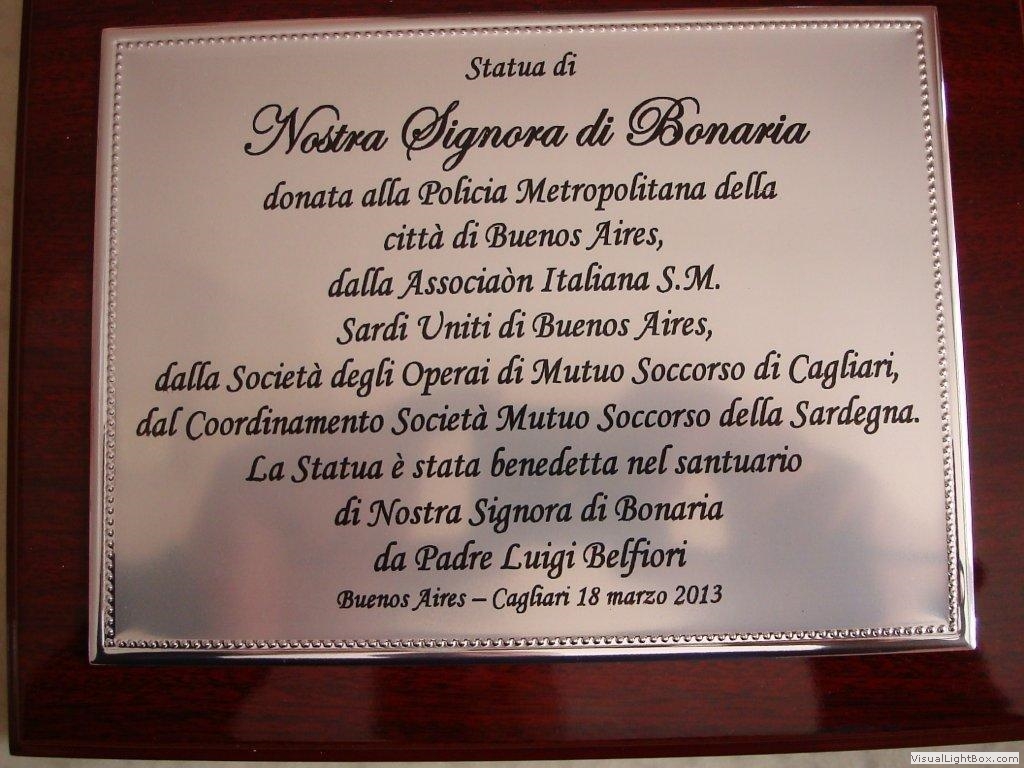 Statua di
Nostra Signora di Bonaria
donata alla Policia Metropolitana della
città di Buenos Aires,
dalla Associaòn Italiana S.M.
Sardi Uniti di Buenos Aires,
dalla Società degli Operai di Mutuo Soccorso di Cagliari,
dal Coordinamento Società Mutuo Soccorso della Sardegna.
La Statua è stata benedetta nel santuario
di Nostra Signora di Bonaria
da Padre Luigi Belfiori
Buenos Aires – Cagliari 18 marzo 2013
VisualLightBox.com